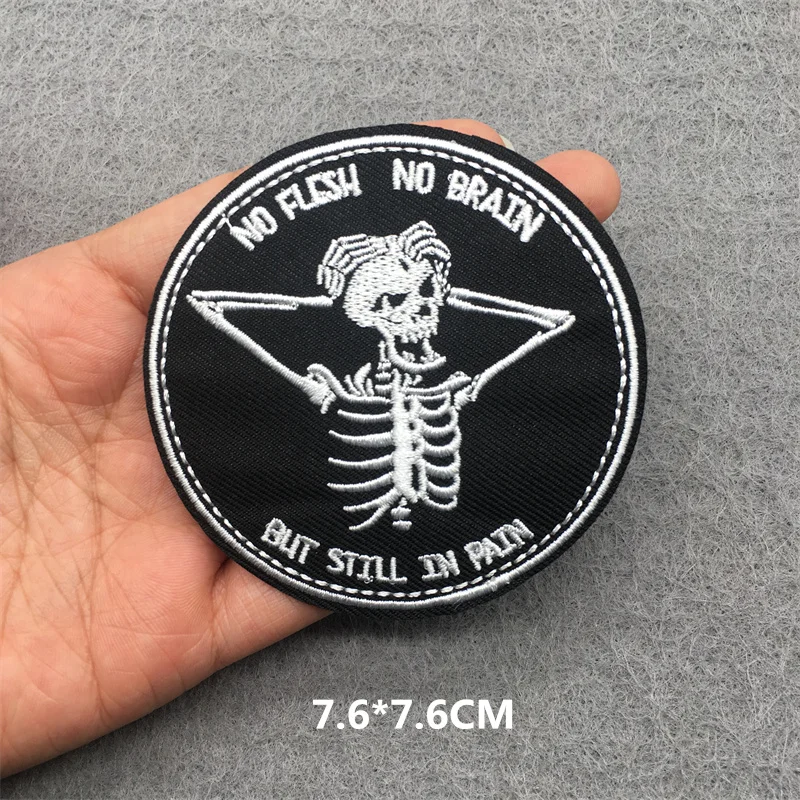 NO FLESH NO BRAIN
BUT STILL IN PAIN
7.6*7.6CM